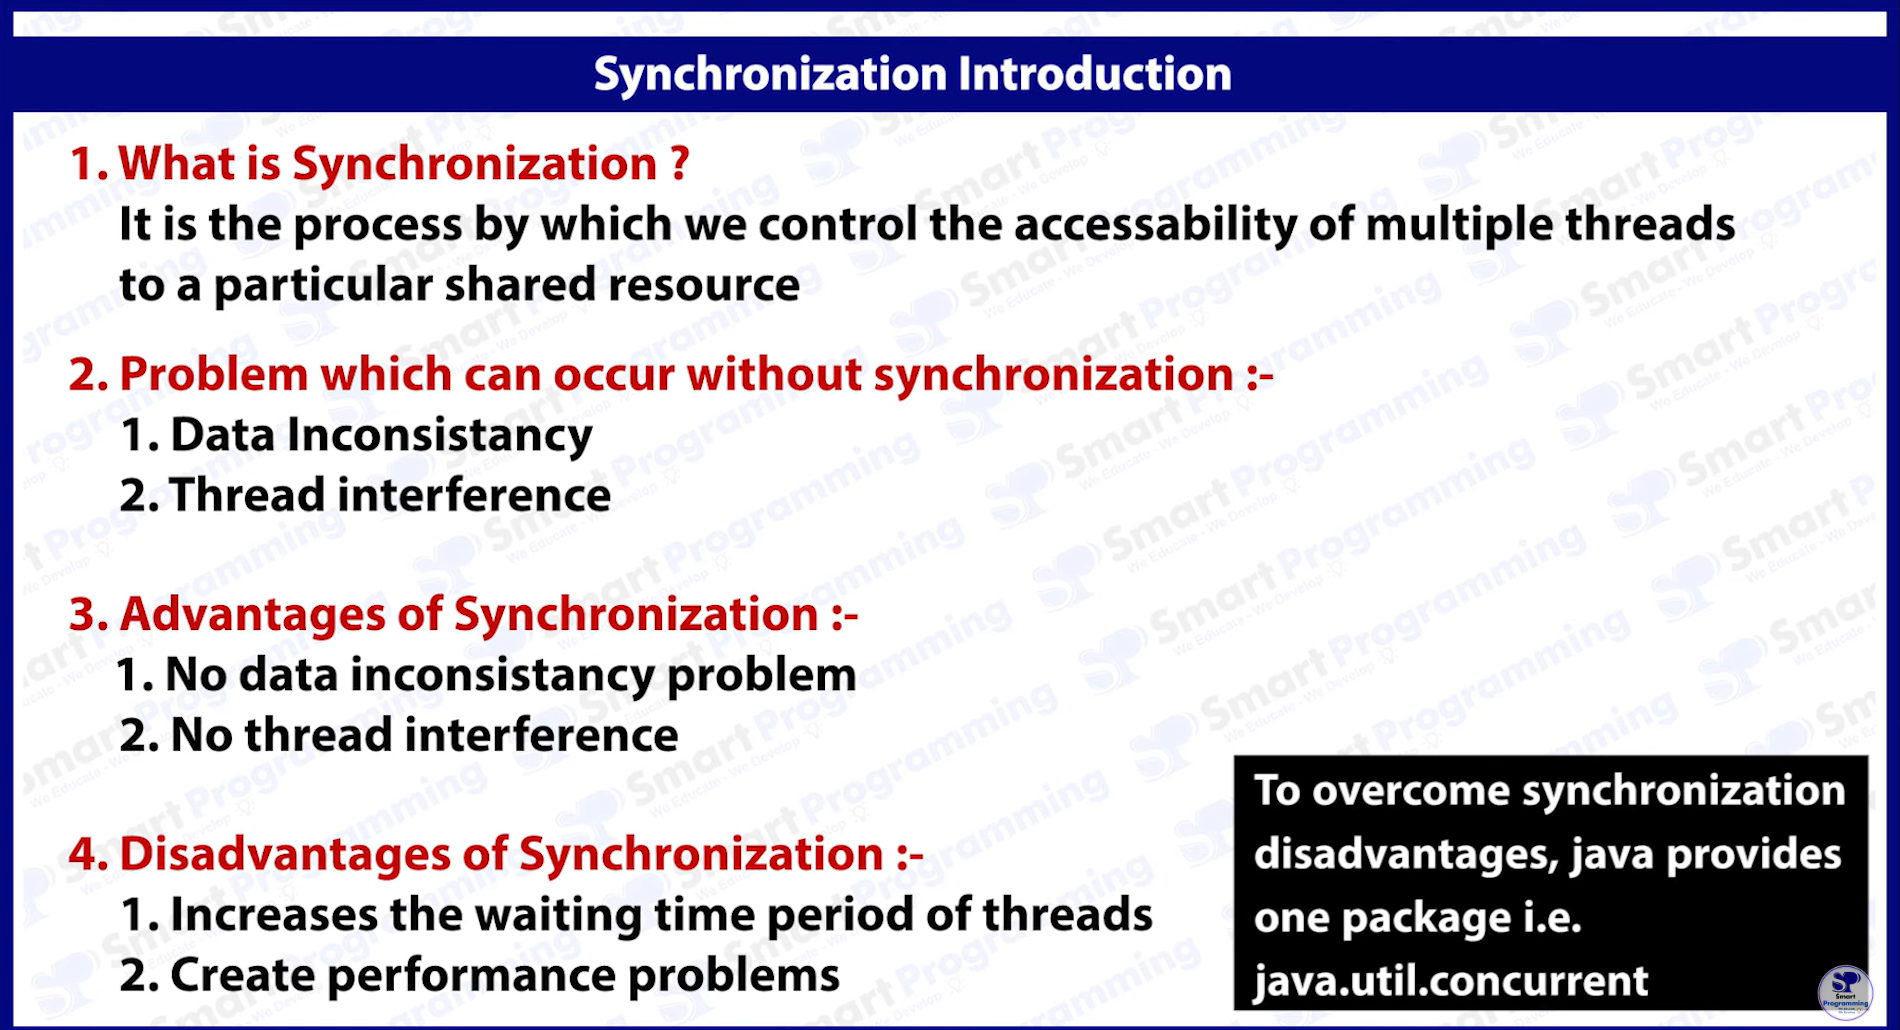 Synchronization Introduction
1. What is Synchronization ?
It is the process by which we control the accessability of multiple threads
to a particular shared resource
2. Problem which can occur without synchronization :-
1. Data Inconsistancy
2. Thread interference
3. Advantages of Synchronization :-
1. No data inconsistancy problem
2. No thread interference
4. Disadvantages of Synchronization :-
1. Increases the waiting time period of threads
2. Create performance problems
To overcome synchronization
disadvantages, java provides
one package i.e.
java.util.concurrent
Smart
Programming